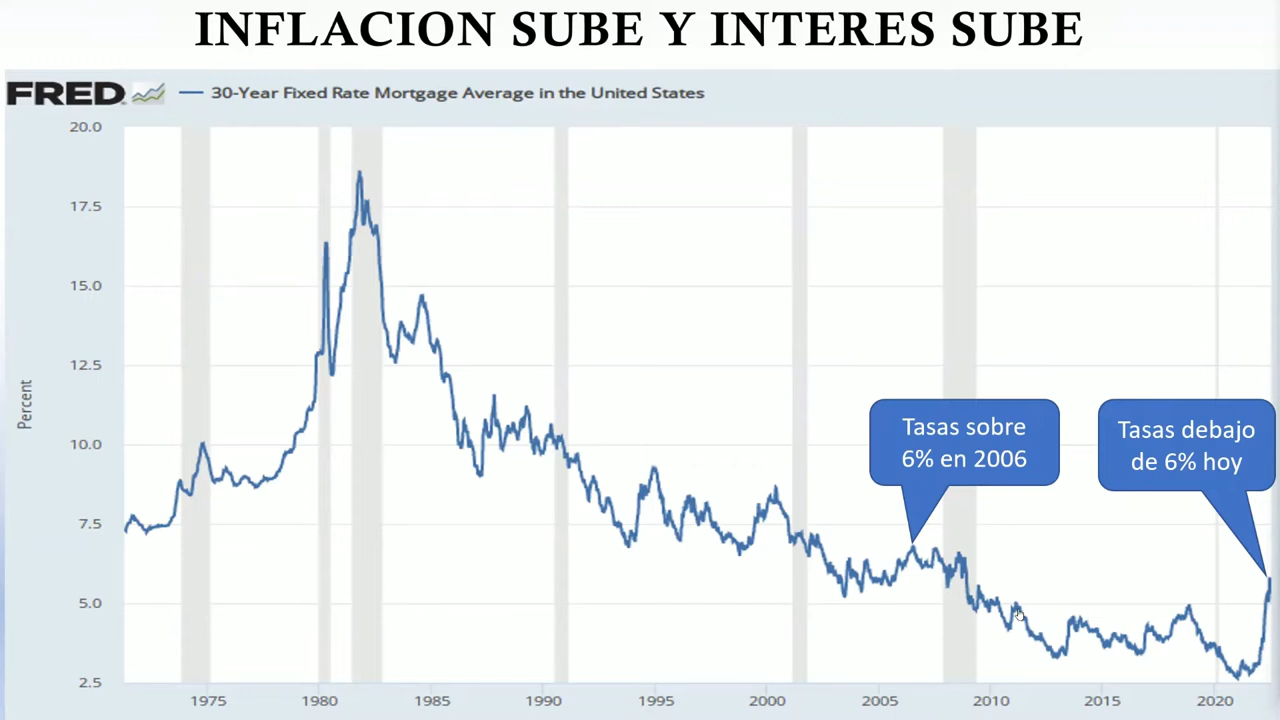 INFLACION SUBE Y INTERES SUBE
FRED
30-Year Fixed Rate Mortgage Average in the United States
20.0
17.5
15.0
12.5
10.0
7.5
5.0
2.5
Percent
Tasas sobre
6% en 2006
Tasas debajo
de 6% hoy
1975
1980
1985
1990
1995
2000
2005
2010
2015
2020